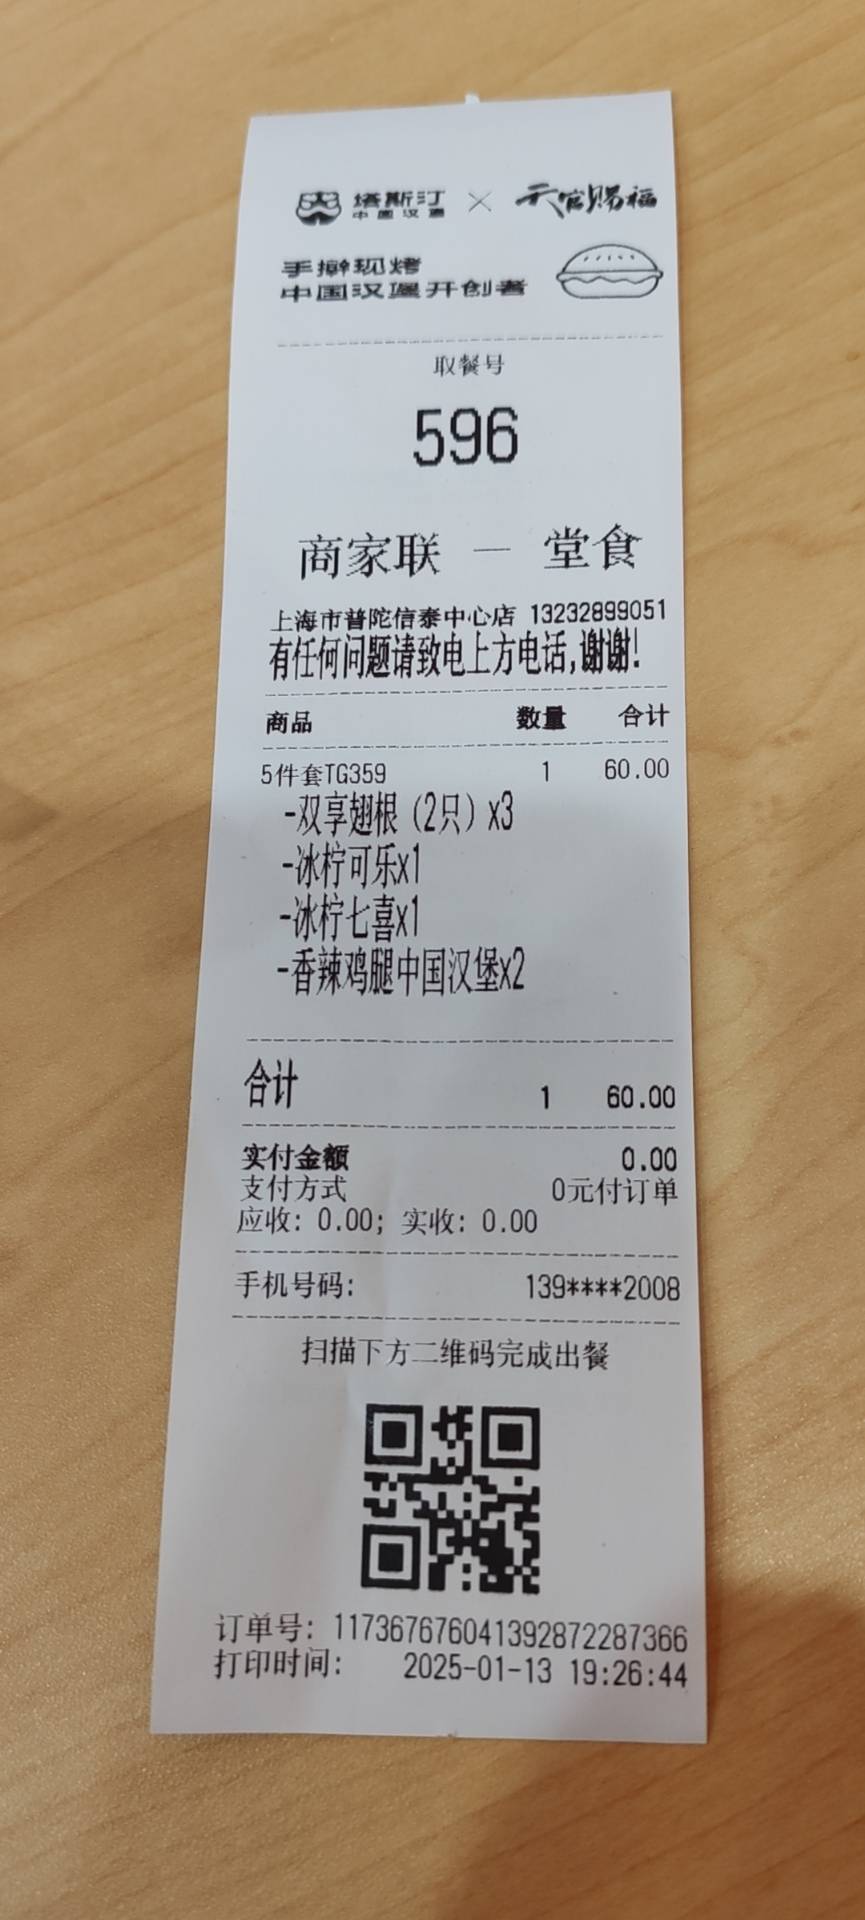 塔斯汀 中国汉堡 × 天官赐福
手擀现烤
中国汉堡开创者
取餐号
596
商家联 — 堂食
上海市普陀信泰中心店 13232899051
有任何问题请致电上方电话,谢谢!
商品 数量 合计
5件套TG359 1 60.00
-双享翅根(2只)x3
-冰柠可乐x1
-冰柠七喜x1
-香辣鸡腿中国汉堡x2
合计 1 60.00
实付金额 0.00
支付方式 0元付订单
应收: 0.00; 实收: 0.00
手机号码: 139****2008
扫描下方二维码完成出餐
订单号: 1173676760413928722873​66
打印时间: 2025-01-13 19:26:44